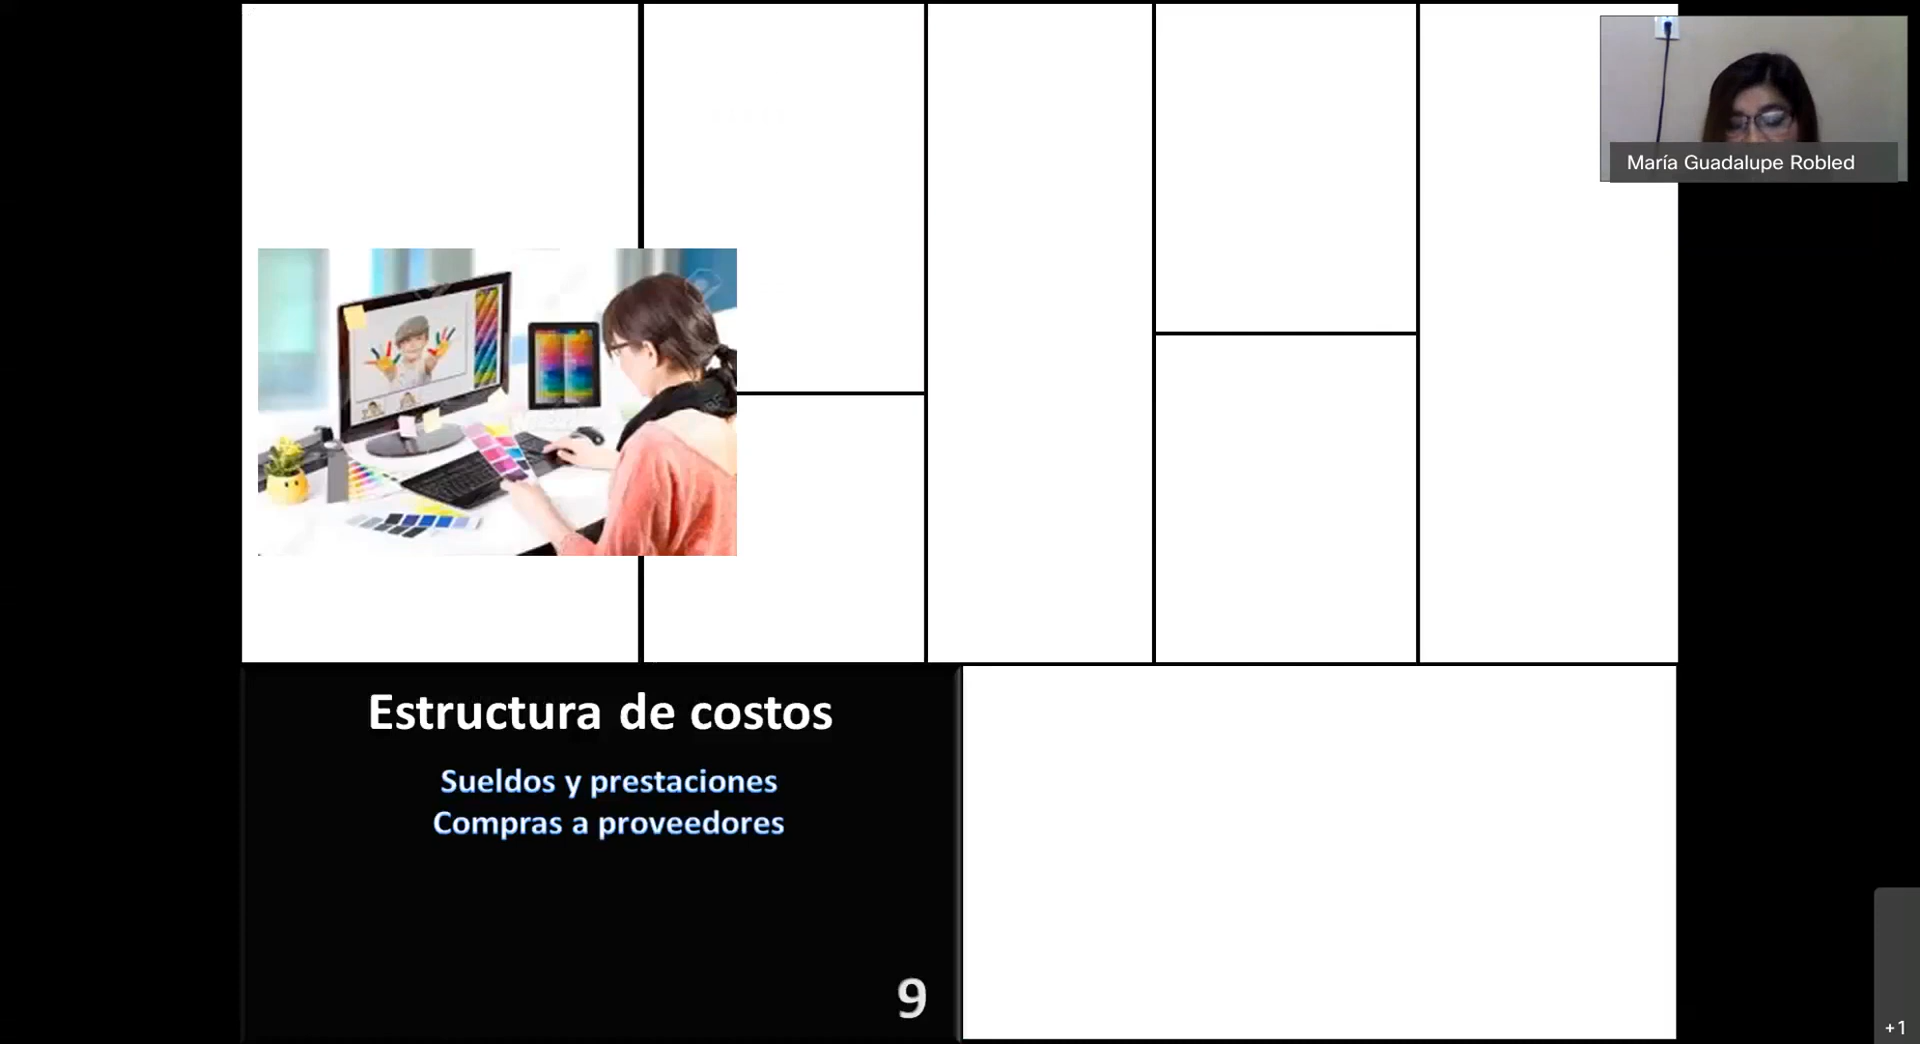 María Guadalupe Robled
Estructura de costos
Sueldos y prestaciones
Compras a proveedores
9
+1